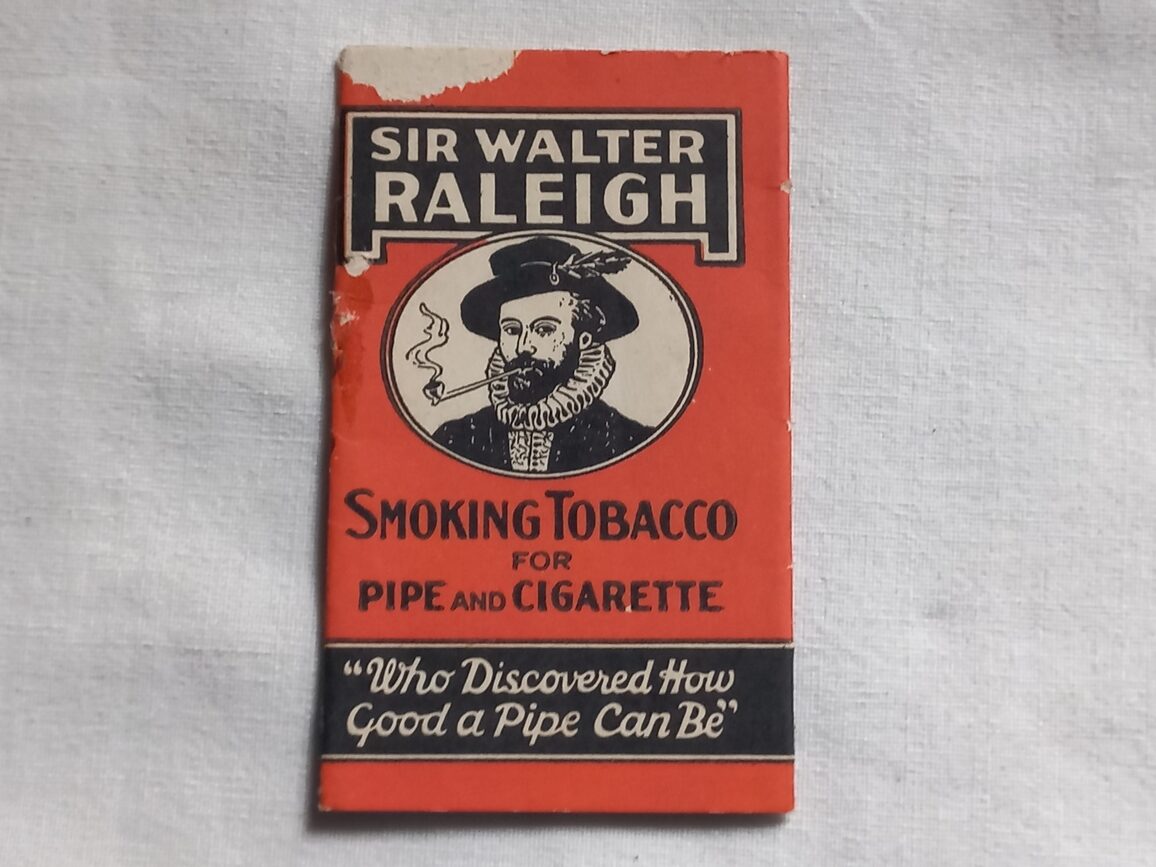 SIR WALTER
RALEIGH
SMOKING TOBACCO
FOR
PIPE AND CIGARETTE
"Who Discovered How
Good a Pipe Can Be"